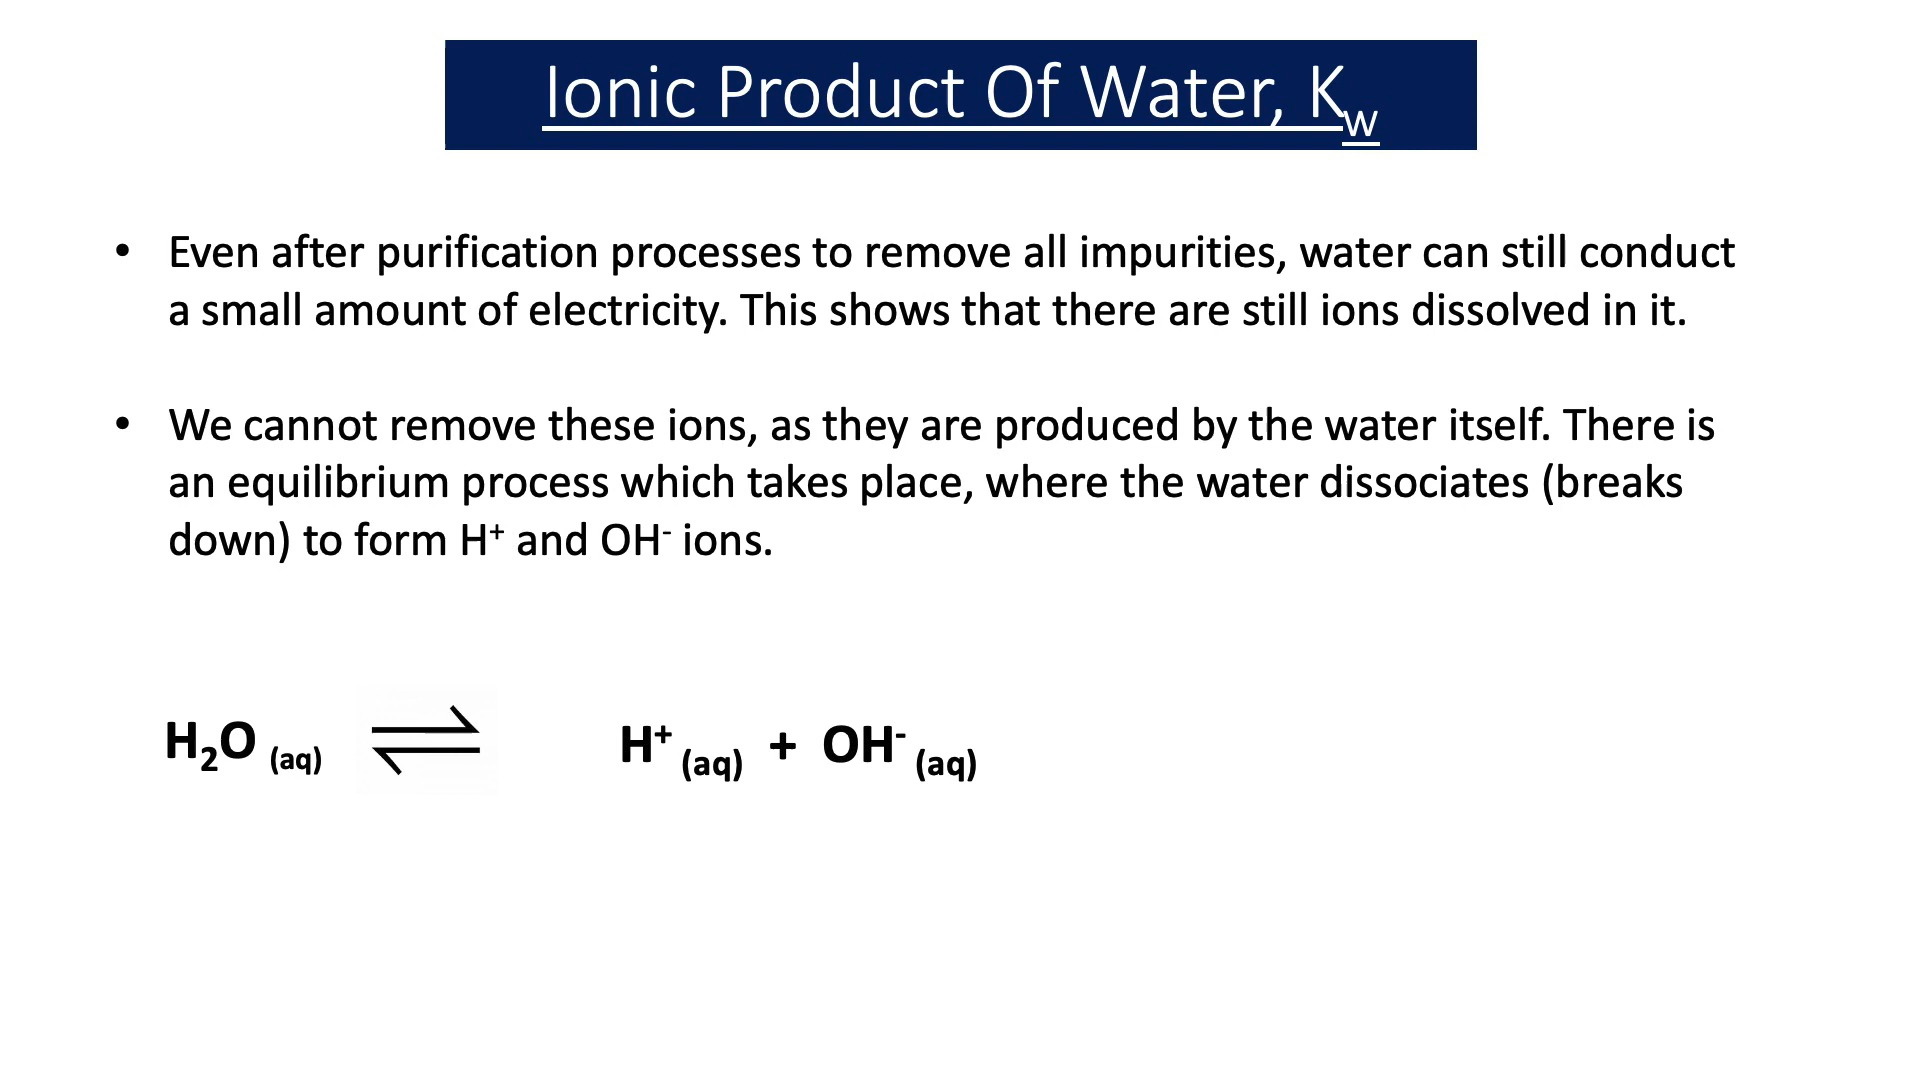 Ionic Product Of Water, Kw
• Even after purification processes to remove all impurities, water can still conduct
a small amount of electricity. This shows that there are still ions dissolved in it.
• We cannot remove these ions, as they are produced by the water itself. There is
an equilibrium process which takes place, where the water dissociates (breaks
down) to form H⁺ and OH⁻ ions.
H₂O (aq) ⇌ H⁺ (aq) + OH⁻ (aq)